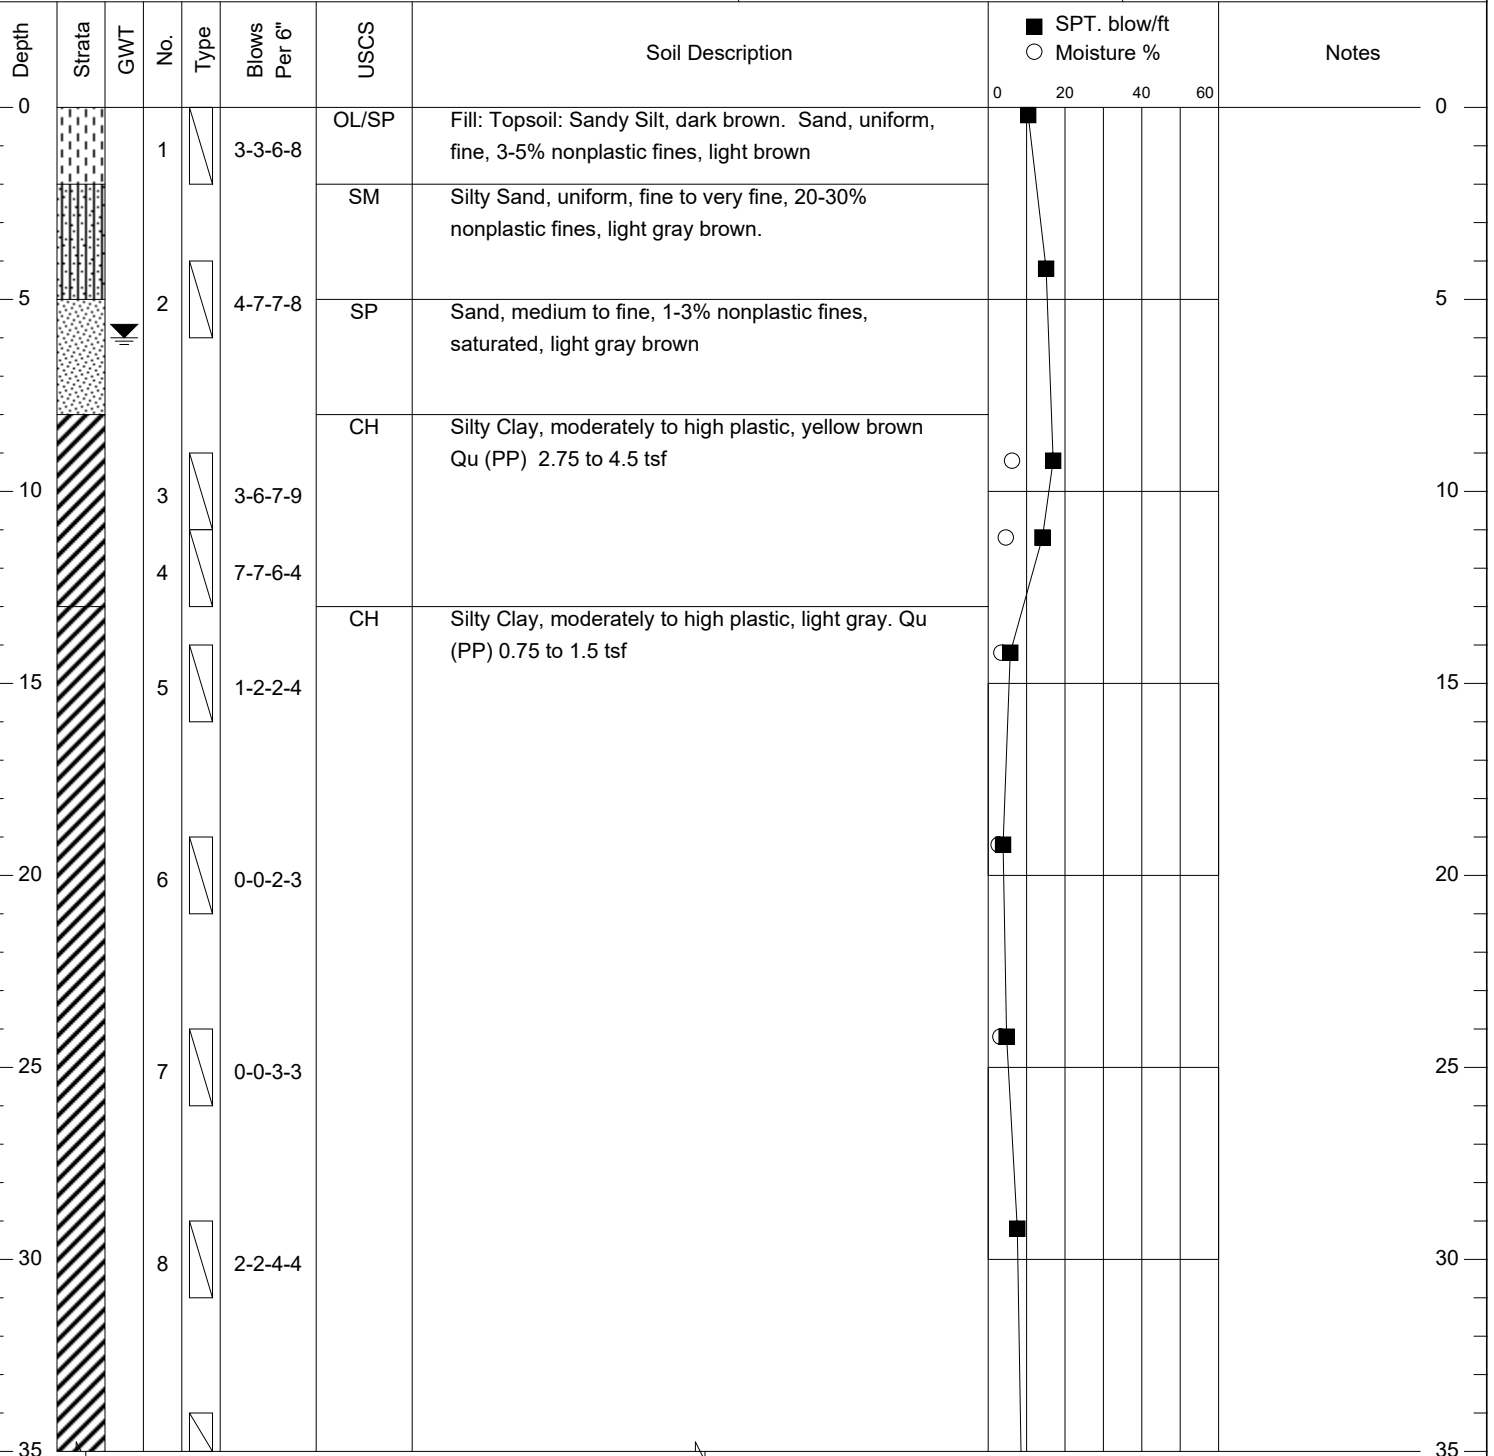 Depth
Strata
GWT
No.
Type
Blows
Per 6"
USCS
Soil Description
SPT. blow/ft
Moisture %
0 20 40 60
Notes
0 0
1 3-3-6-8
OL/SP
Fill: Topsoil: Sandy Silt, dark brown. Sand, uniform,
fine, 3-5% nonplastic fines, light brown
SM
Silty Sand, uniform, fine to very fine, 20-30%
nonplastic fines, light gray brown.
5 5
2 4-7-7-8
SP
Sand, medium to fine, 1-3% nonplastic fines,
saturated, light gray brown
CH
Silty Clay, moderately to high plastic, yellow brown
Qu (PP) 2.75 to 4.5 tsf
10 10
3 3-6-7-9
4 7-7-6-4
CH
Silty Clay, moderately to high plastic, light gray. Qu
(PP) 0.75 to 1.5 tsf
15 15
5 1-2-2-4
20 20
6 0-0-2-3
25 25
7 0-0-3-3
30 30
8 2-2-4-4
35 35